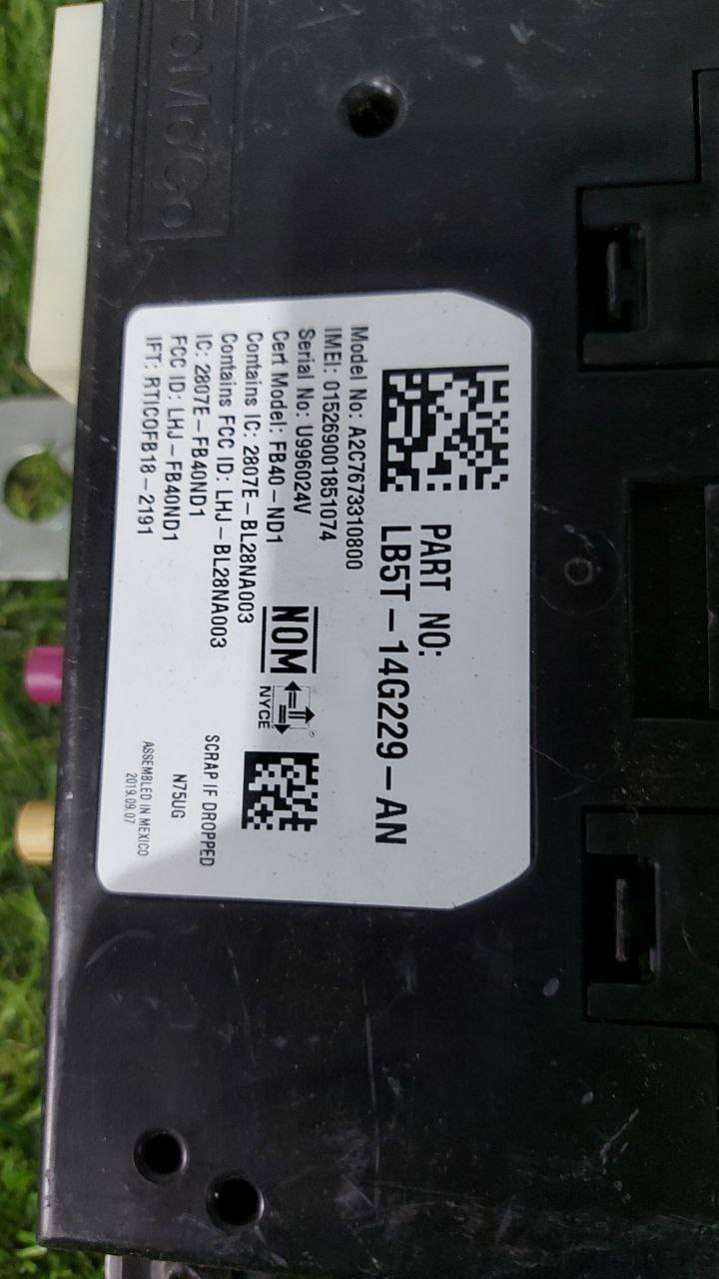 FoMoCo
PART NO:
LB5T-14G229-AN
Model No: A2C7673310800
IMEI: 015269001851074
Serial No: U996024V
Cert Model: FB40-ND1
Contains IC: 2807E-BL28NA003
Contains FCC ID: LHJ-BL28NA003
IC: 2807E-FB40ND1
FCC ID: LHJ-FB40ND1
IFT: RTICOFB18-2191
NOM
NYCE
SCRAP IF DROPPED
N75UG
ASSEMBLED IN MEXICO
2019.09.07